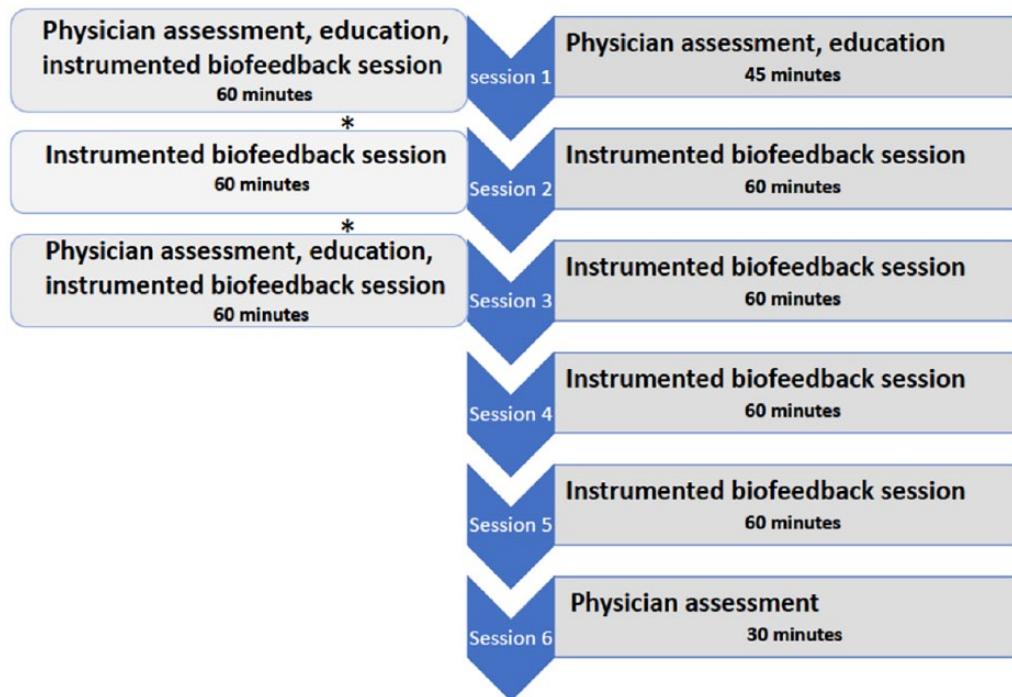 Physician assessment, education,
instrumented biofeedback session
60 minutes
session 1
Physician assessment, education
45 minutes
*
Instrumented biofeedback session
60 minutes
Session 2
Instrumented biofeedback session
60 minutes
*
Physician assessment, education,
instrumented biofeedback session
60 minutes
Session 3
Instrumented biofeedback session
60 minutes
Session 4
Instrumented biofeedback session
60 minutes
Session 5
Instrumented biofeedback session
60 minutes
Session 6
Physician assessment
30 minutes